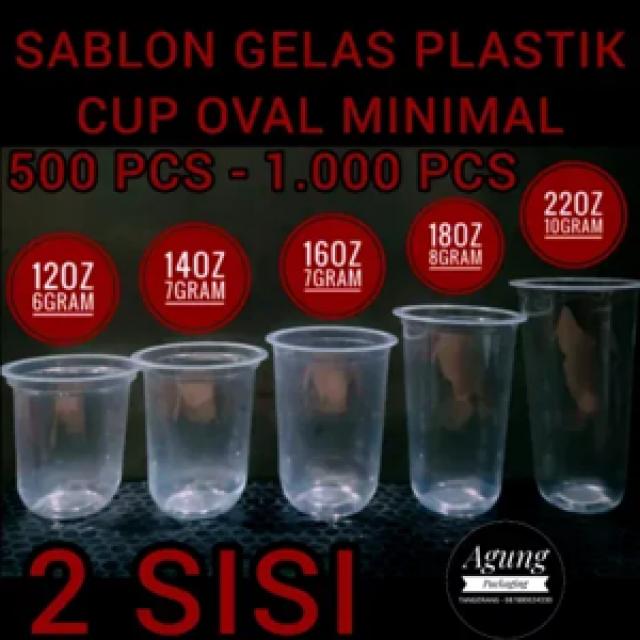 SABLON GELAS PLASTIK
CUP OVAL MINIMAL
500 PCS - 1.000 PCS
12OZ
6GRAM
14OZ
7GRAM
16OZ
7GRAM
18OZ
8GRAM
22OZ
10GRAM
2 SISI
Agung
Packaging
TANGERANG